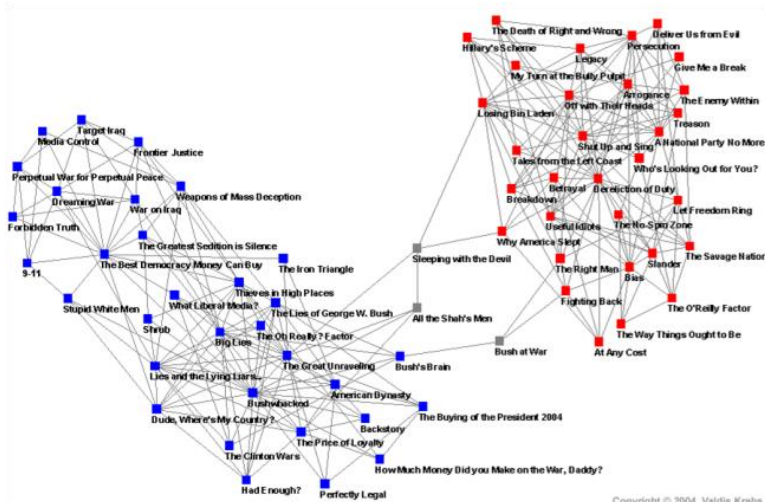 The Death of Right and Wrong
Deliver Us from Evil
Hillary's Scheme
Persecution
Legacy
Give Me a Break
My Turn at the Bully Pulpit
Arrogance
The Enemy Within
Off with Their Heads
Losing Bin Laden
Treason
Target Iraq
Media Control
Shut Up and Sing
A National Party No More
Frontier Justice
Tales from the Left Coast
Who's Looking Out for You?
Perpetual War for Perpetual Peace
Betrayal
Dereliction of Duty
Weapons of Mass Deception
Breakdown
Dreaming War
War on Iraq
Let Freedom Ring
Forbidden Truth
Useful Idiots
The No-Spin Zone
Why America Slept
The Greatest Sedition is Silence
The Savage Nation
Sleeping with the Devil
Slander
The Best Democracy Money Can Buy
The Iron Triangle
The Right Man
Bias
9-11
Thieves in High Places
Fighting Back
Stupid White Men
What Liberal Media?
The Lies of George W. Bush
The O'Reilly Factor
All the Shah's Men
Shrub
The Oh Really? Factor
The Way Things Ought to Be
Big Lies
Bush at War
At Any Cost
The Great Unraveling
Bush's Brain
Lies and the Lying Liars...
American Dynasty
Bushwhacked
Dude, Where's My Country?
The Buying of the President 2004
Backstory
The Price of Loyalty
The Clinton Wars
How Much Money Did you Make on the War, Daddy?
Had Enough?
Perfectly Legal
Copyright © 2004, Valdis Krebs